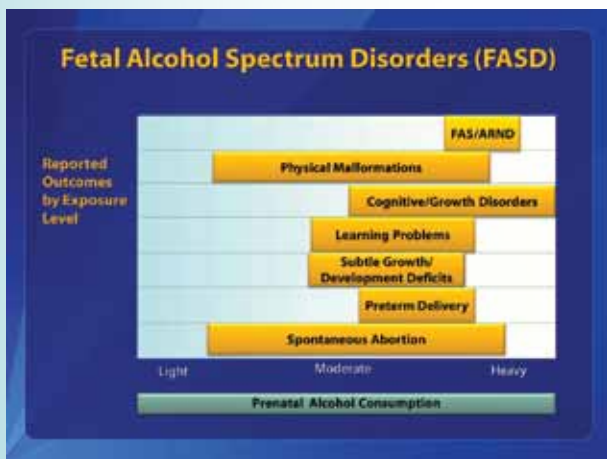 Fetal Alcohol Spectrum Disorders (FASD)
Reported
Outcomes
by Exposure
Level
FAS/ARND
Physical Malformations
Cognitive/Growth Disorders
Learning Problems
Subtle Growth/
Development Deficits
Preterm Delivery
Spontaneous Abortion
Light
Moderate
Heavy
Prenatal Alcohol Consumption